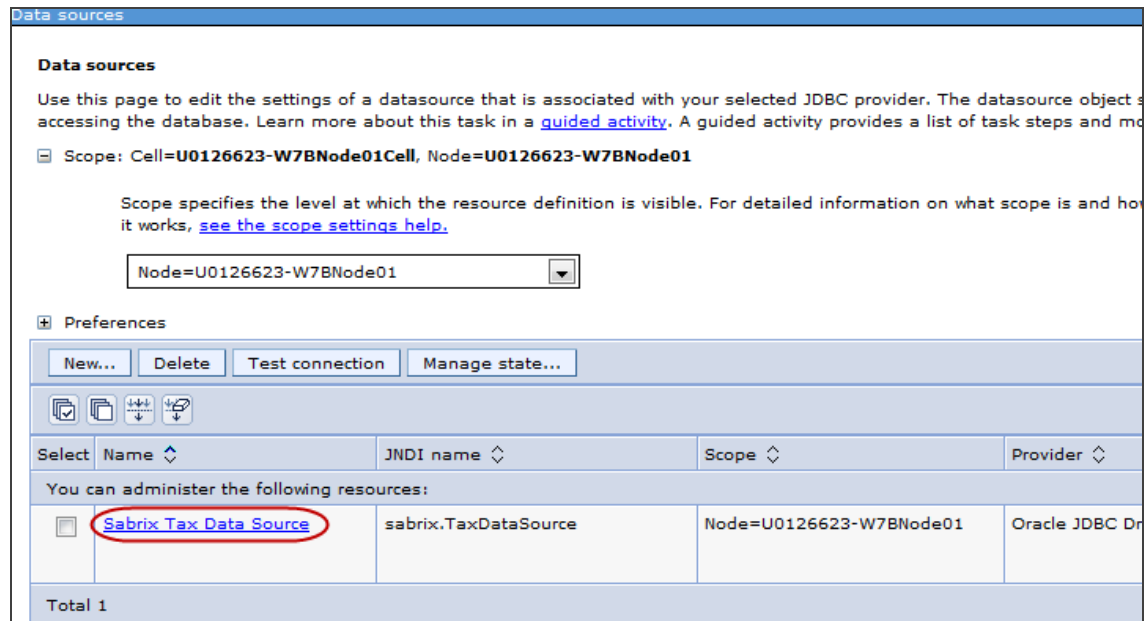 Data sources
Data sources
Use this page to edit the settings of a datasource that is associated with your selected JDBC provider. The datasource object
accessing the database. Learn more about this task in a guided activity. A guided activity provides a list of task steps and
Scope: Cell=U0126623-W7BNode01Cell, Node=U0126623-W7BNode01
Scope specifies the level at which the resource definition is visible. For detailed information on what scope is and how
it works, see the scope settings help.
Node=U0126623-W7BNode01
Preferences
New... Delete Test connection Manage state...
Select Name JNDI name Scope Provider
You can administer the following resources:
Sabrix Tax Data Source sabrix.TaxDataSource Node=U0126623-W7BNode01 Oracle JDBC
Total 1